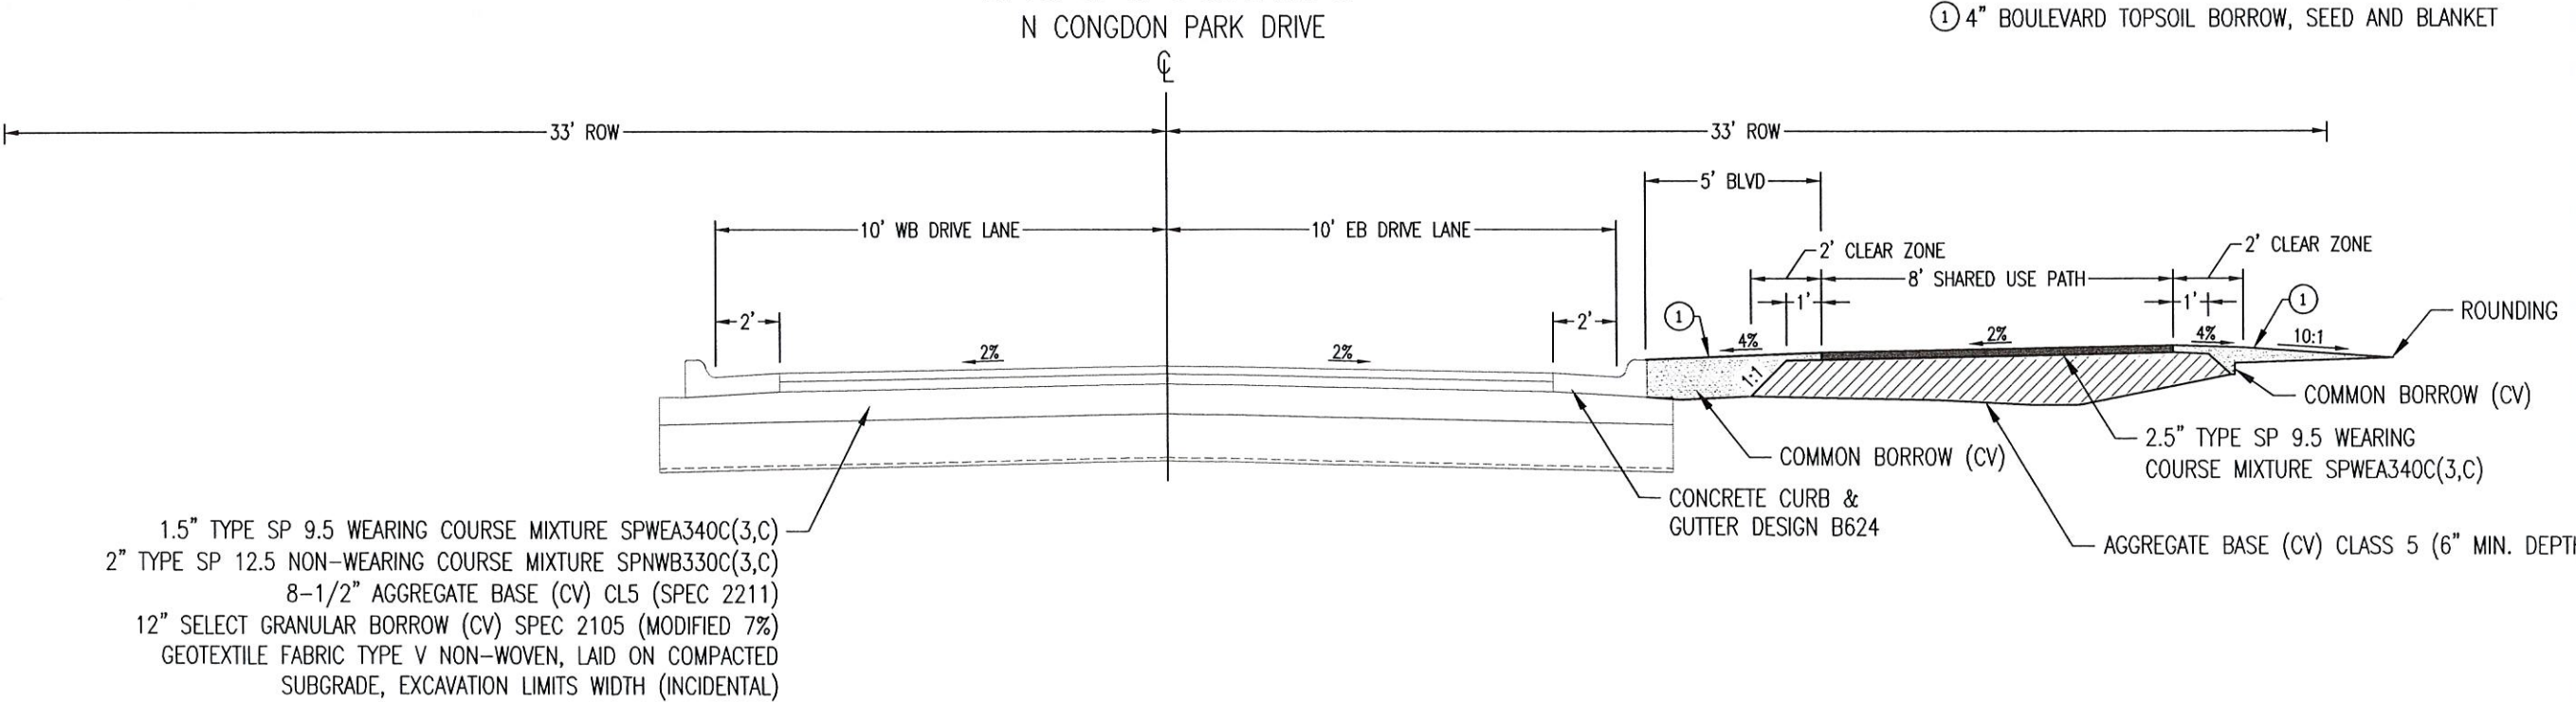 N CONGDON PARK DRIVE
① 4" BOULEVARD TOPSOIL BORROW, SEED AND BLANKET
33' ROW
33' ROW
5' BLVD
10' WB DRIVE LANE
10' EB DRIVE LANE
2' CLEAR ZONE
2' CLEAR ZONE
8' SHARED USE PATH
2'
2'
1'
1'
①
①
ROUNDING
2%
2%
4%
2%
4%
10:1
1:1
COMMON BORROW (CV)
COMMON BORROW (CV)
2.5" TYPE SP 9.5 WEARING
COURSE MIXTURE SPWEA340C(3,C)
CONCRETE CURB &
GUTTER DESIGN B624
AGGREGATE BASE (CV) CLASS 5 (6" MIN. DEPTH
1.5" TYPE SP 9.5 WEARING COURSE MIXTURE SPWEA340C(3,C)
2" TYPE SP 12.5 NON-WEARING COURSE MIXTURE SPNWB330C(3,C)
8-1/2" AGGREGATE BASE (CV) CL5 (SPEC 2211)
12" SELECT GRANULAR BORROW (CV) SPEC 2105 (MODIFIED 7%)
GEOTEXTILE FABRIC TYPE V NON-WOVEN, LAID ON COMPACTED
SUBGRADE, EXCAVATION LIMITS WIDTH (INCIDENTAL)